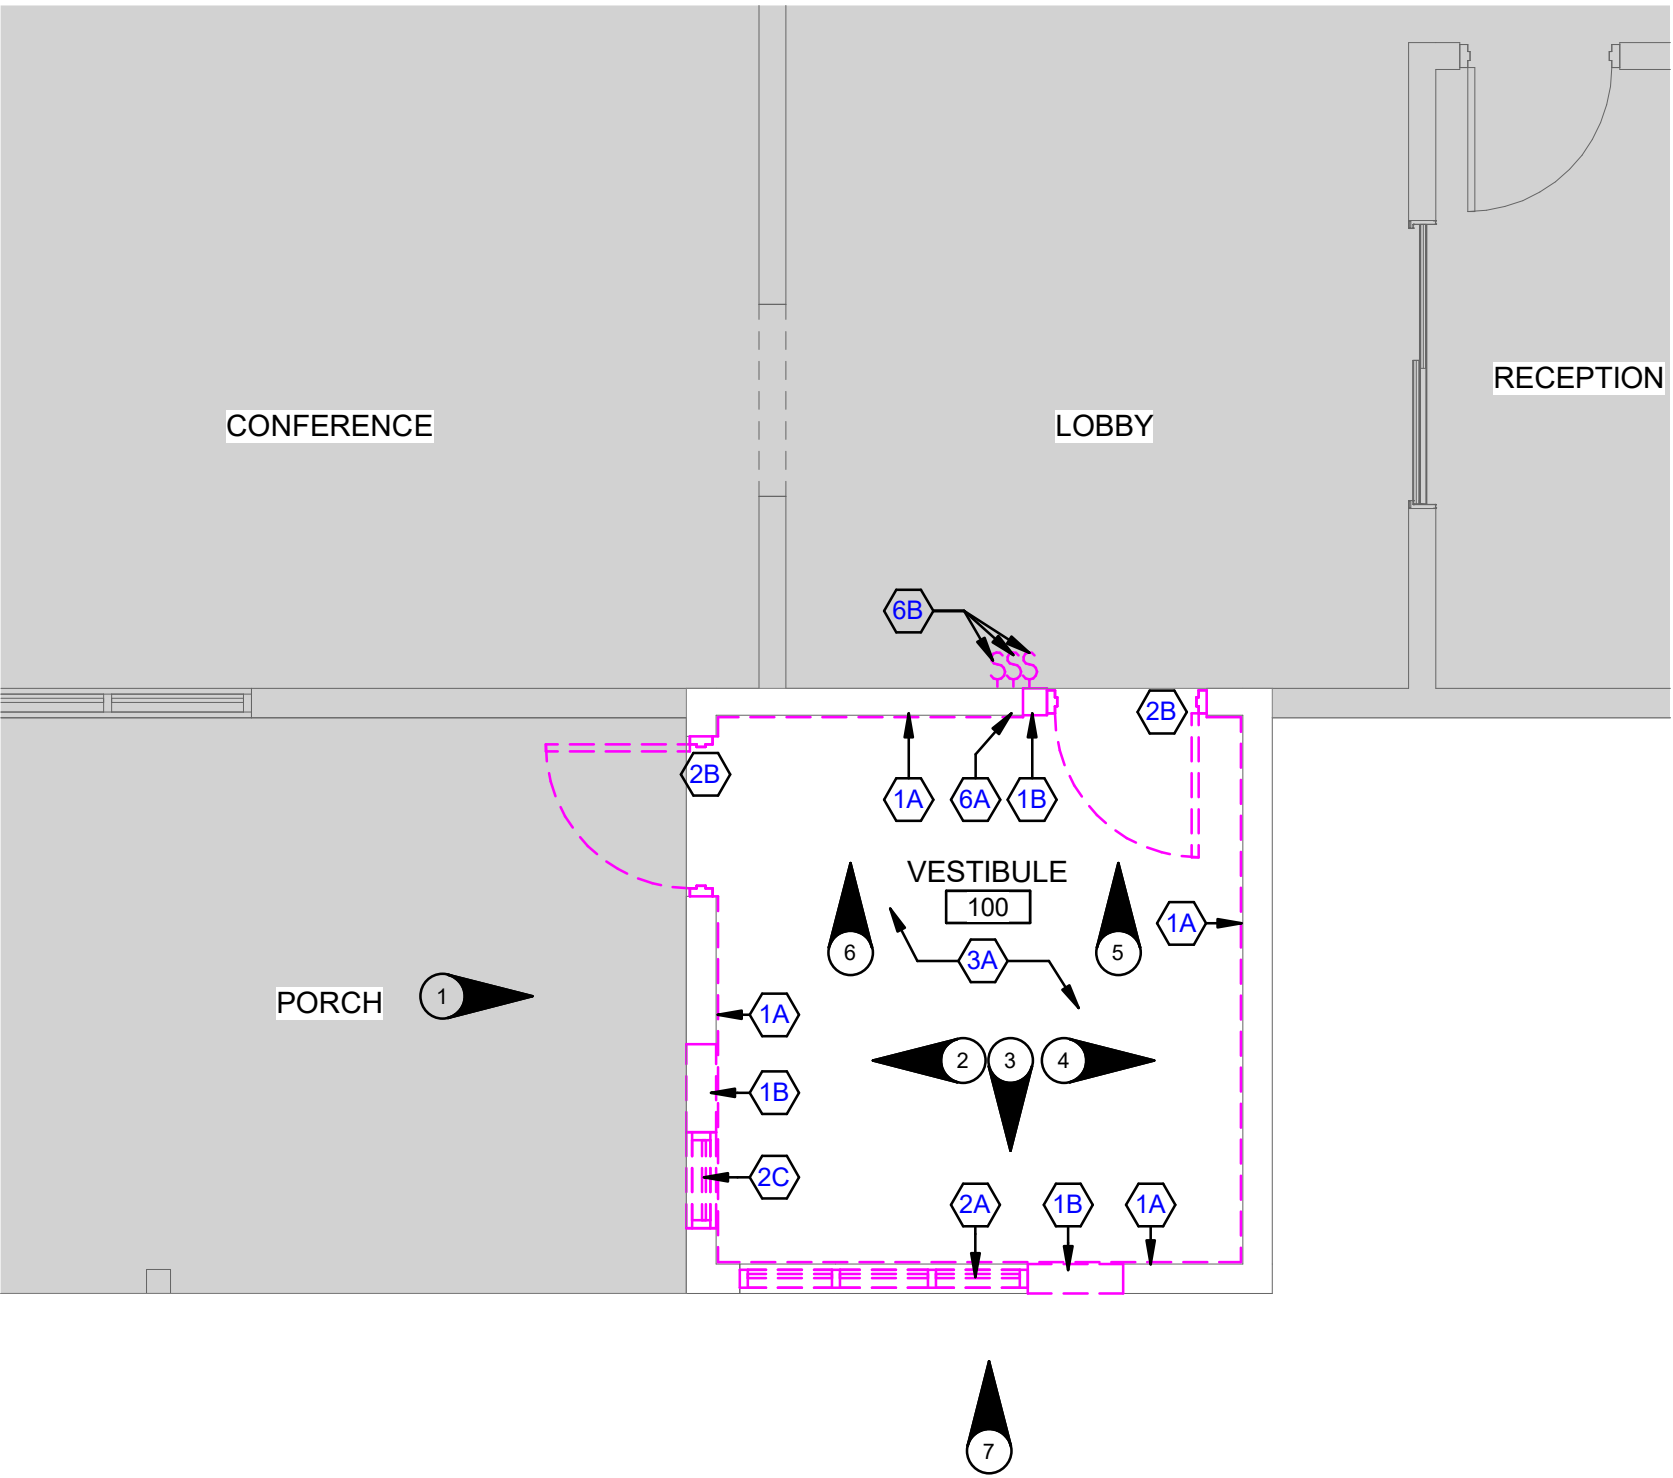 RECEPTION
CONFERENCE
LOBBY
6B
SSS
2B
2B
1A
6A
1B
VESTIBULE
100
1A
6
5
3A
PORCH
1
1A
2
3
4
1B
2C
2A
1B
1A
7